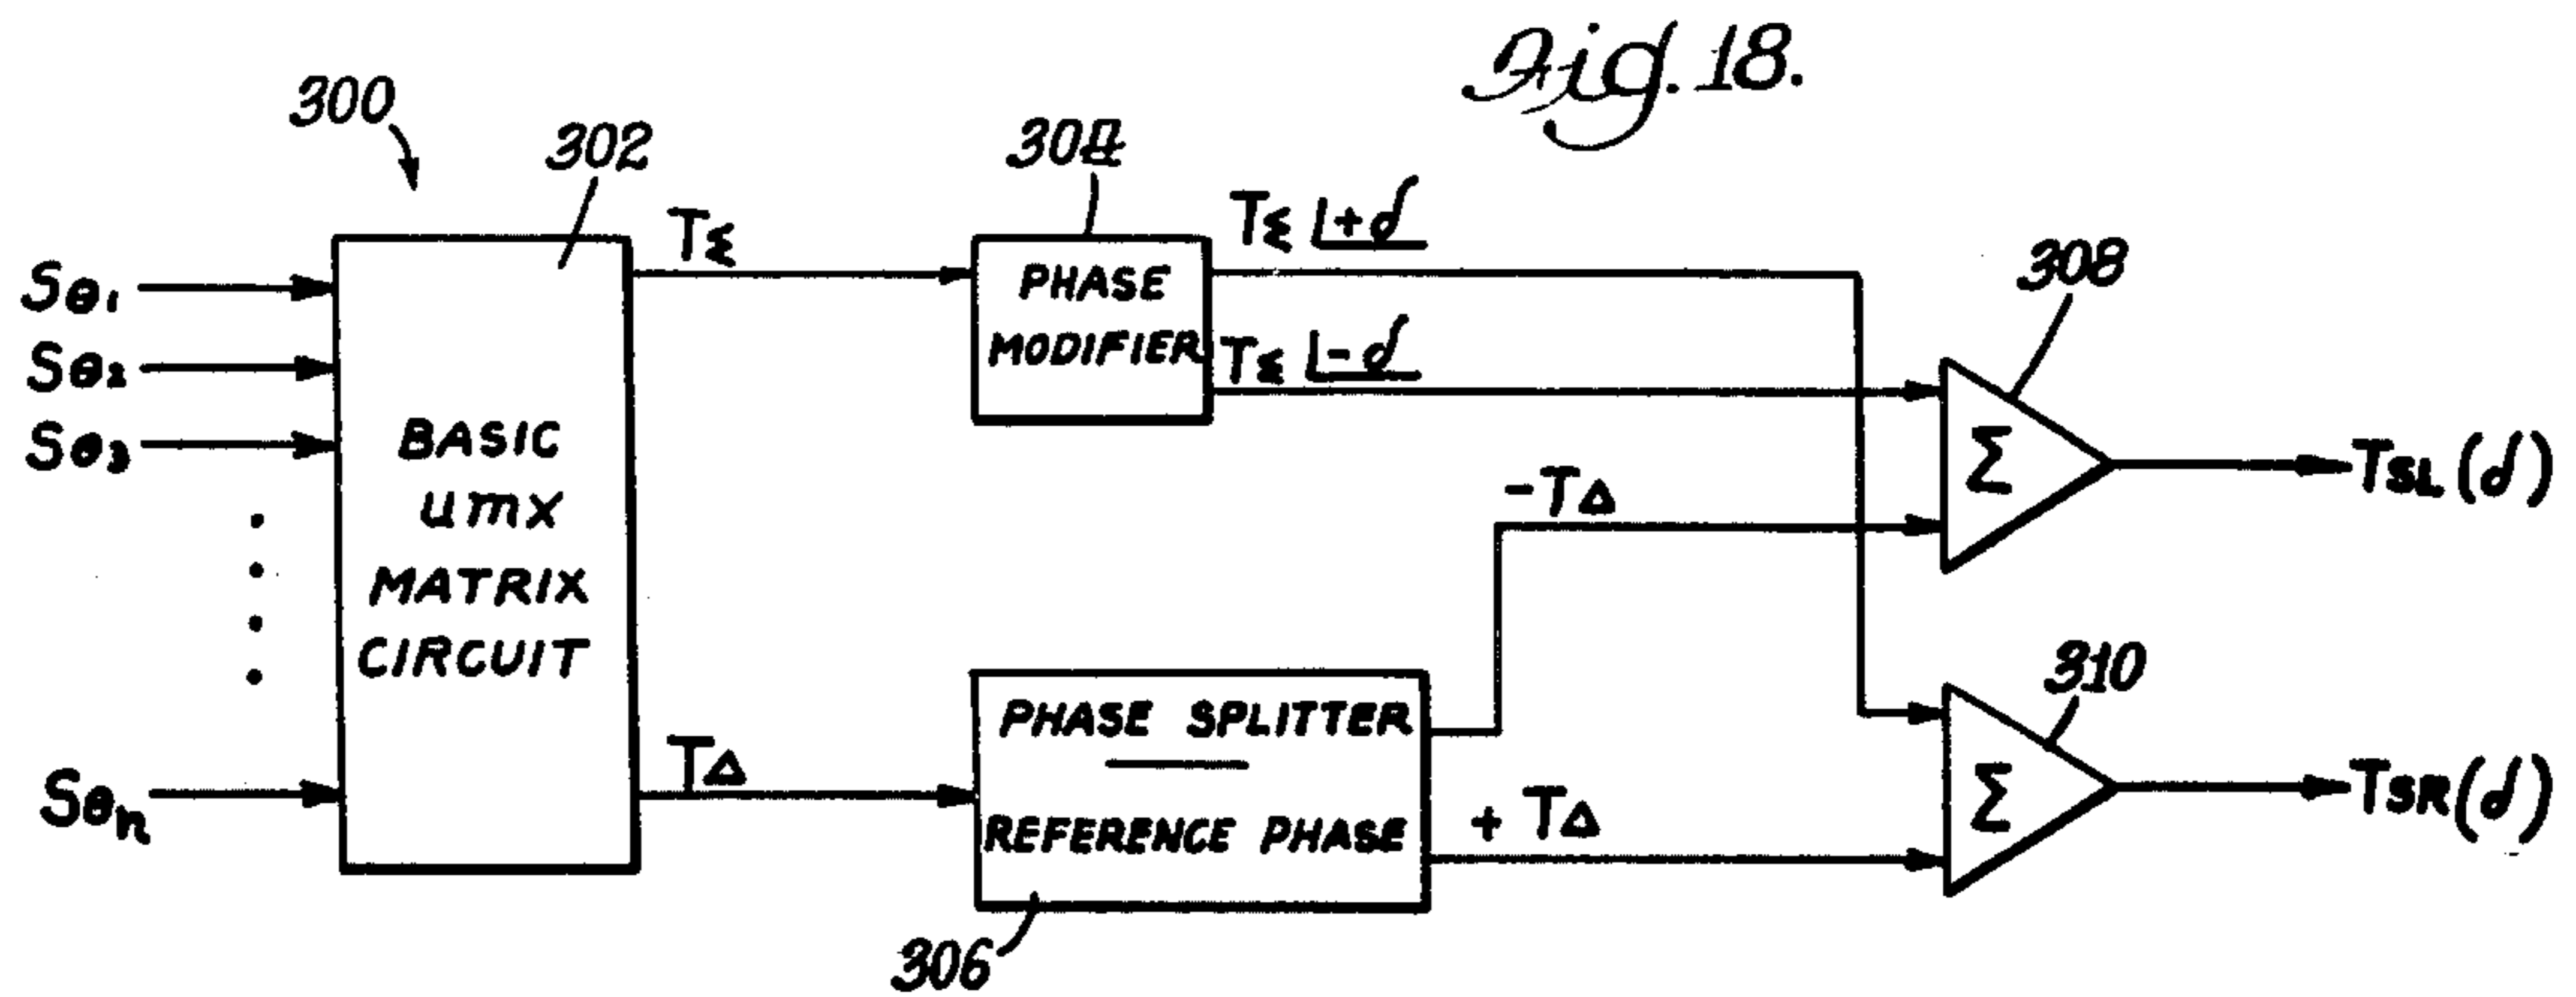 Fig. 18.
300
302
304
TΣ
TΣ ∠+d
308
Sθ1
PHASE
MODIFIER
TΣ ∠-d
Sθ2
Sθ3
BASIC
umx
MATRIX
CIRCUIT
Σ
TSL(d)
-TΔ
310
PHASE SPLITTER
REFERENCE PHASE
TΔ
Sθn
+ TΔ
Σ
TSR(d)
306